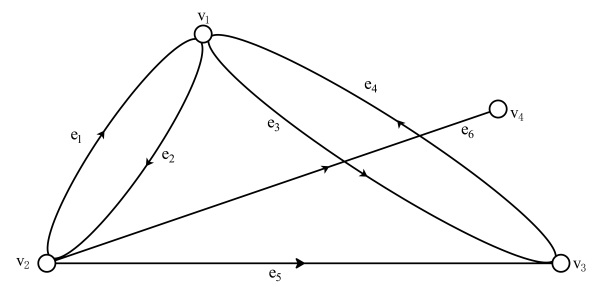 v₁
e₄
e₃
v₄
e₁
e₆
e₂
v₂
v₃
e₅